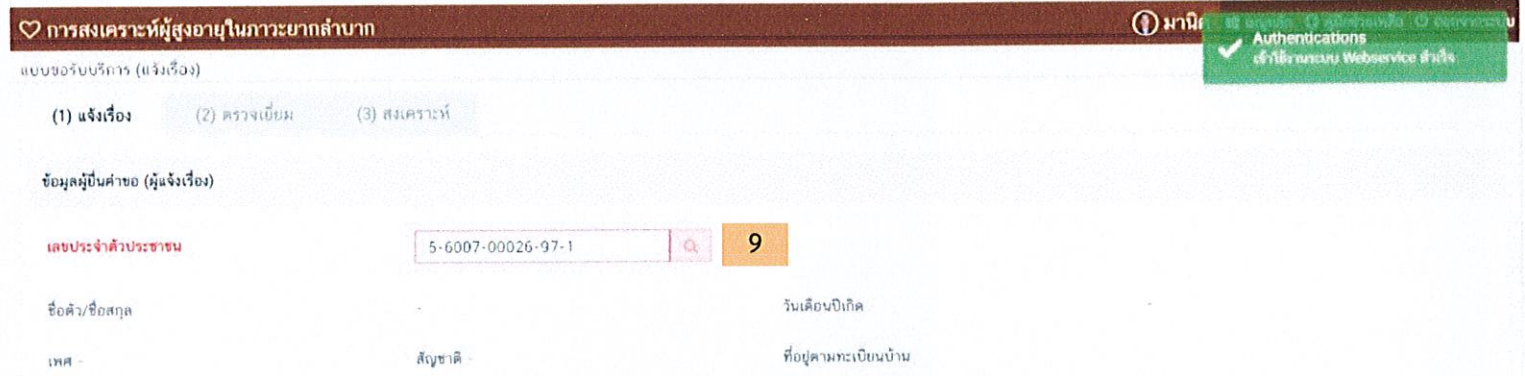 การสงเคราะห์ผู้สูงอายุในภาวะยากลำบาก
มานิต
Authentications
เข้าใช้งานระบบ Webservice สำเร็จ
แบบขอรับบริการ (แจ้งเรื่อง)
(1) แจ้งเรื่อง (2) ตรวจเยี่ยม (3) สงเคราะห์
ข้อมูลผู้ยื่นคำขอ (ผู้แจ้งเรื่อง)
เลขประจำตัวประชาชน 5-6007-00026-97-1 9
ชื่อตัว/ชื่อสกุล - วันเดือนปีเกิด -
เพศ - สัญชาติ - ที่อยู่ตามทะเบียนบ้าน